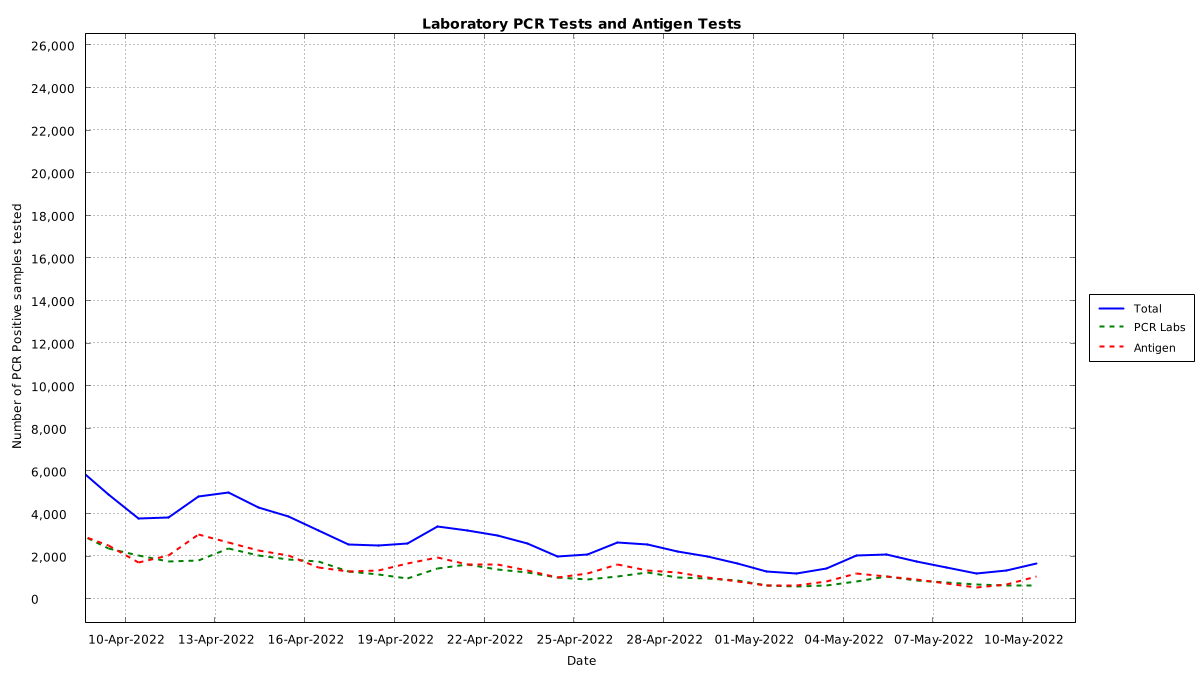 Laboratory PCR Tests and Antigen Tests
26,000
24,000
22,000
20,000
18,000
16,000
14,000
12,000
10,000
8,000
6,000
4,000
2,000
0
Number of PCR Positive samples tested
10-Apr-2022 13-Apr-2022 16-Apr-2022 19-Apr-2022 22-Apr-2022 25-Apr-2022 28-Apr-2022 01-May-2022 04-May-2022 07-May-2022 10-May-2022
Date
Total
PCR Labs
Antigen